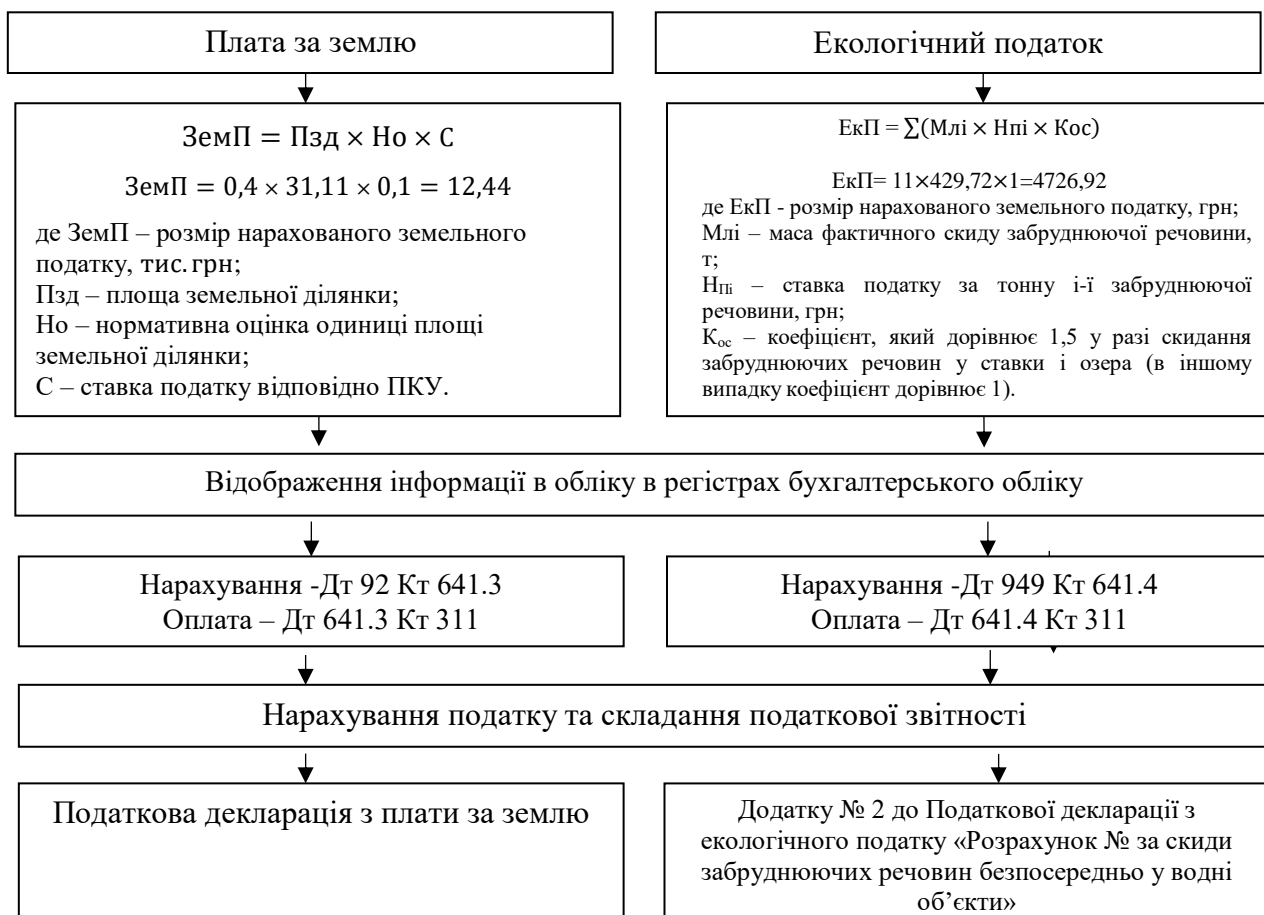 Плата за землю
Екологічний податок
ЗемП = Пзд × Но × С
ЗемП = 0,4 × 31,11 × 0,1 = 12,44
де ЗемП – розмір нарахованого земельного
податку, тис. грн;
Пзд – площа земельної ділянки;
Но – нормативна оцінка одиниці площі
земельної ділянки;
С – ставка податку відповідно ПКУ.
ЕкП = ∑(Млі × Нпі × Кос)
ЕкП= 11×429,72×1=4726,92
де ЕкП - розмір нарахованого земельного податку, грн;
Млі – маса фактичного скиду забруднюючої речовини,
т;
НПі – ставка податку за тонну і-ї забруднюючої
речовини, грн;
Кос – коефіцієнт, який дорівнює 1,5 у разі скидання
забруднюючих речовин у ставки і озера (в іншому
випадку коефіцієнт дорівнює 1).
Відображення інформації в обліку в регістрах бухгалтерського обліку
Нарахування -Дт 92 Кт 641.3
Оплата – Дт 641.3 Кт 311
Нарахування -Дт 949 Кт 641.4
Оплата – Дт 641.4 Кт 311
Нарахування податку та складання податкової звітності
Податкова декларація з плати за землю
Додатку № 2 до Податкової декларації з
екологічного податку «Розрахунок № за скиди
забруднюючих речовин безпосередньо у водні
об’єкти»